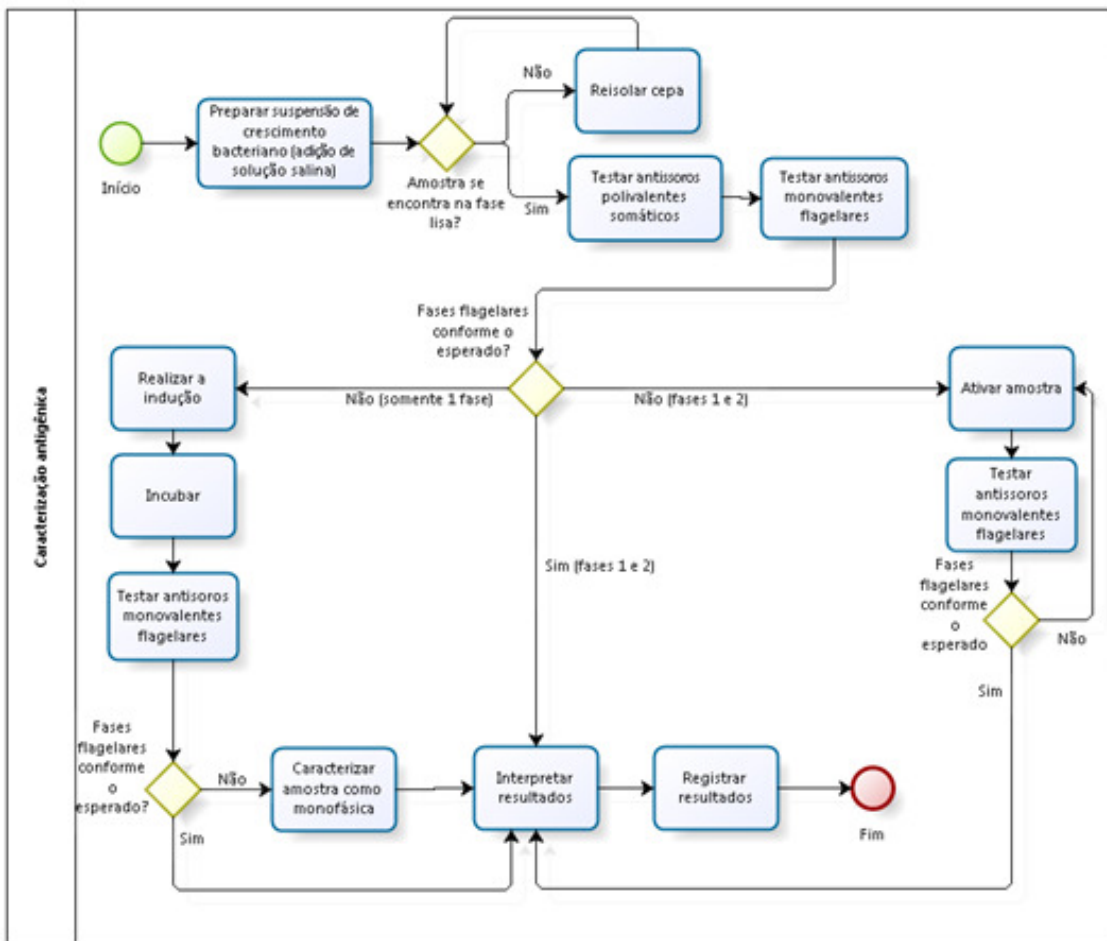 Caracterização antigênica
Início
Preparar suspensão de
crescimento
bacteriano (adição de
solução salina)
Amostra se
encontra na fase
lisa?
Não
Reisolar cepa
Sim
Testar antissoros
polivalentes
somáticos
Testar antissoros
monovalentes
flagelares
Fases flagelares
conforme o
esperado?
Não (somente 1 fase)
Não (fases 1 e 2)
Sim (fases 1 e 2)
Realizar a
indução
Incubar
Testar antisoros
monovalentes
flagelares
Fases
flagelares
conforme
o
esperado?
Não
Sim
Caracterizar
amostra como
monofásica
Ativar amostra
Testar
antissoros
monovalentes
flagelares
Fases
flagelares
conforme
o
esperado
Não
Sim
Interpretar
resultados
Registrar
resultados
Fim